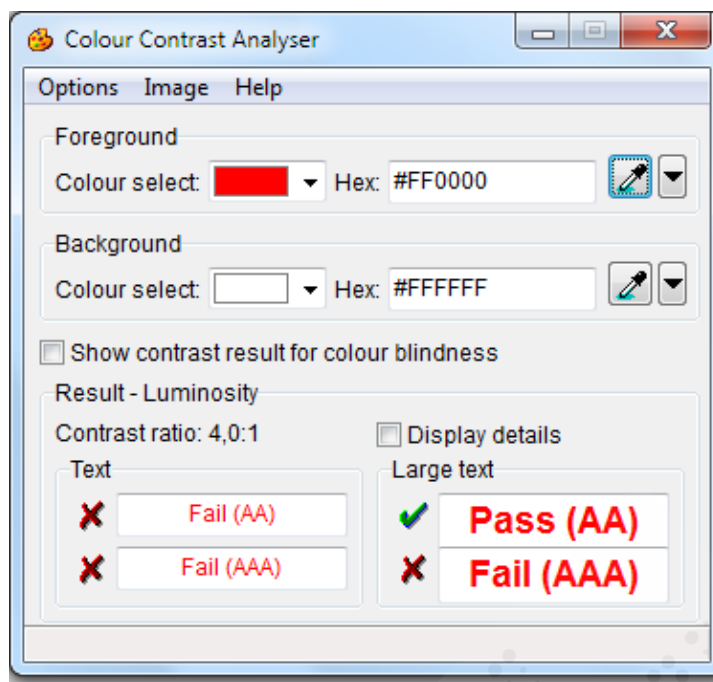 Colour Contrast Analyser
Options Image Help
Foreground
Colour select: Hex: #FF0000
Background
Colour select: Hex: #FFFFFF
Show contrast result for colour blindness
Result - Luminosity
Contrast ratio: 4,0:1 Display details
Text Large text
Fail (AA) Pass (AA)
Fail (AAA) Fail (AAA)